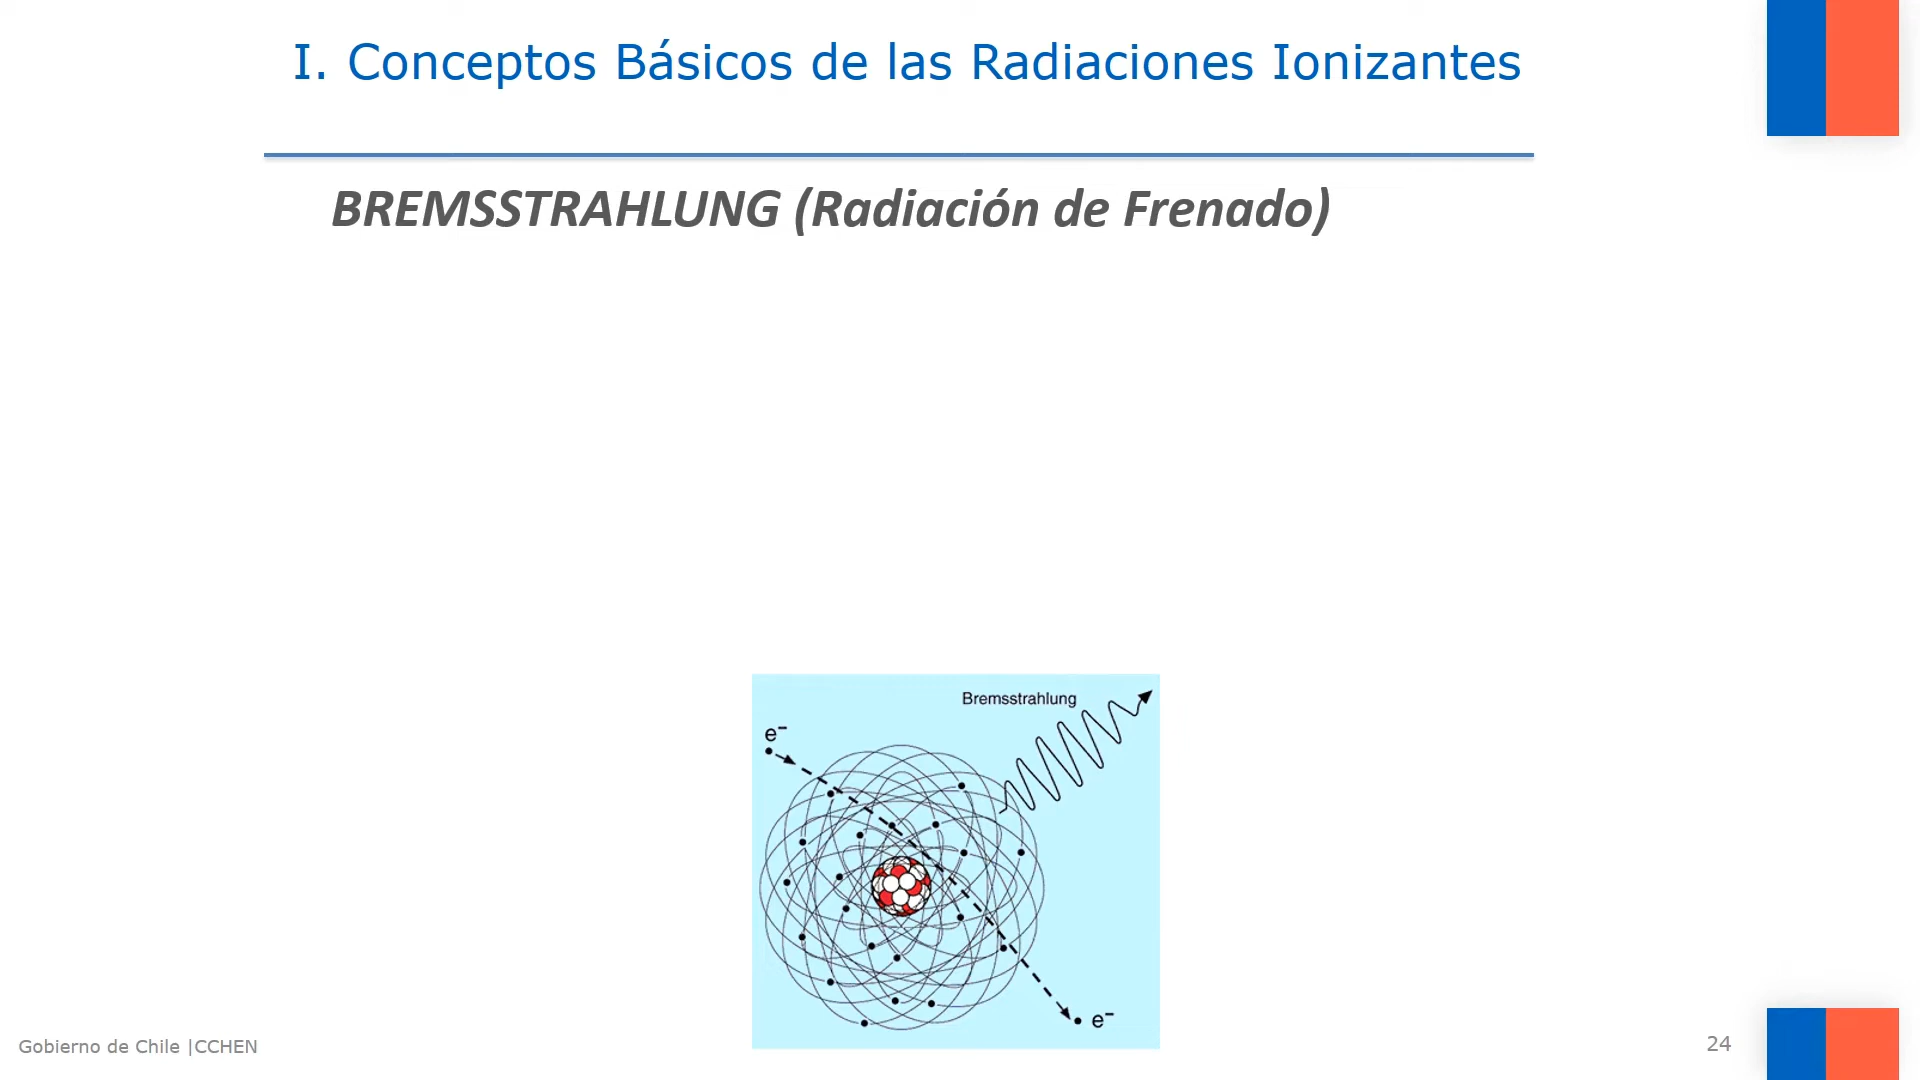 I. Conceptos Básicos de las Radiaciones Ionizantes
BREMSSTRAHLUNG (Radiación de Frenado)
Bremsstrahlung
e⁻
e⁻
Gobierno de Chile |CCHEN
24